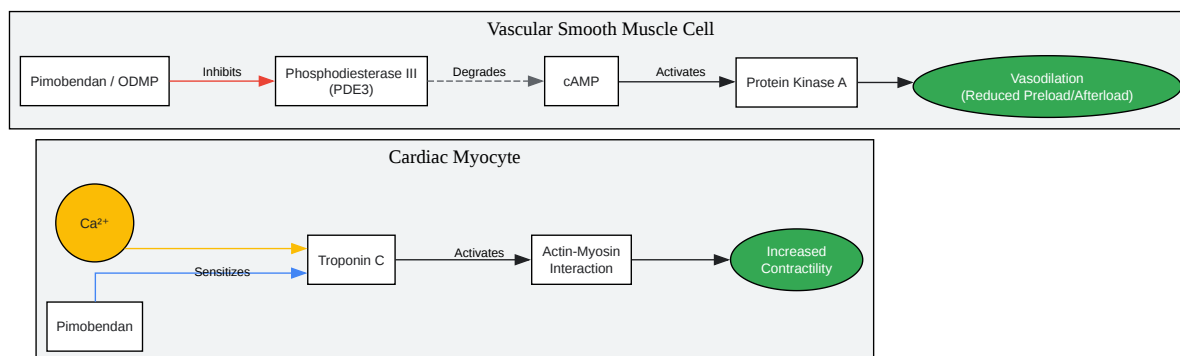 Vascular Smooth Muscle Cell
Pimobendan / ODMP
Inhibits
Phosphodiesterase III
(PDE3)
Degrades
cAMP
Activates
Protein Kinase A
Vasodilation
(Reduced Preload/Afterload)
Cardiac Myocyte
Ca²⁺
Pimobendan
Sensitizes
Troponin C
Activates
Actin-Myosin
Interaction
Increased
Contractility